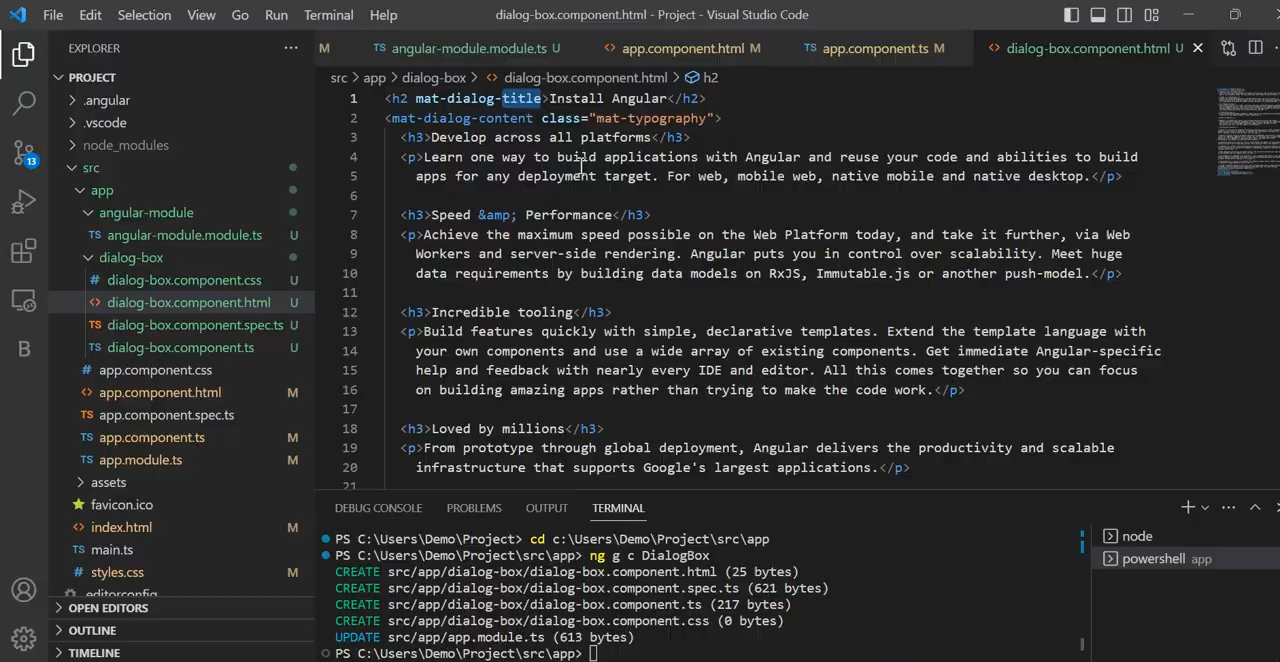 File Edit Selection View Go Run Terminal Help dialog-box.component.html - Project - Visual Studio Code
EXPLORER ···
M TS angular-module.module.ts U <> app.component.html M TS app.component.ts M <> dialog-box.component.html U
src > app > dialog-box > <> dialog-box.component.html > h2
PROJECT
.angular
.vscode
node_modules
src
app
angular-module
TS angular-module.module.ts U
dialog-box
# dialog-box.component.css U
<> dialog-box.component.html U
TS dialog-box.component.spec.ts U
TS dialog-box.component.ts U
# app.component.css
<> app.component.html M
TS app.component.spec.ts
TS app.component.ts M
TS app.module.ts M
assets
favicon.ico
<> index.html M
TS main.ts
# styles.css M
.editorconfig
OPEN EDITORS
OUTLINE
TIMELINE
13
B
1 <h2 mat-dialog-title>Install Angular</h2>
2 <mat-dialog-content class="mat-typography">
3 <h3>Develop across all platforms</h3>
4 <p>Learn one way to build applications with Angular and reuse your code and abilities to build
5 apps for any deployment target. For web, mobile web, native mobile and native desktop.</p>
6
7 <h3>Speed &amp; Performance</h3>
8 <p>Achieve the maximum speed possible on the Web Platform today, and take it further, via Web
9 Workers and server-side rendering. Angular puts you in control over scalability. Meet huge
10 data requirements by building data models on RxJS, Immutable.js or another push-model.</p>
11
12 <h3>Incredible tooling</h3>
13 <p>Build features quickly with simple, declarative templates. Extend the template language with
14 your own components and use a wide array of existing components. Get immediate Angular-specific
15 help and feedback with nearly every IDE and editor. All this comes together so you can focus
16 on building amazing apps rather than trying to make the code work.</p>
17
18 <h3>Loved by millions</h3>
19 <p>From prototype through global deployment, Angular delivers the productivity and scalable
20 infrastructure that supports Google's largest applications.</p>
21
DEBUG CONSOLE PROBLEMS OUTPUT TERMINAL
PS C:\Users\Demo\Project> cd c:\Users\Demo\Project\src\app
PS C:\Users\Demo\Project\src\app> ng g c DialogBox
CREATE src/app/dialog-box/dialog-box.component.html (25 bytes)
CREATE src/app/dialog-box/dialog-box.component.spec.ts (621 bytes)
CREATE src/app/dialog-box/dialog-box.component.ts (217 bytes)
CREATE src/app/dialog-box/dialog-box.component.css (0 bytes)
UPDATE src/app/app.module.ts (613 bytes)
PS C:\Users\Demo\Project\src\app>
node
powershell app